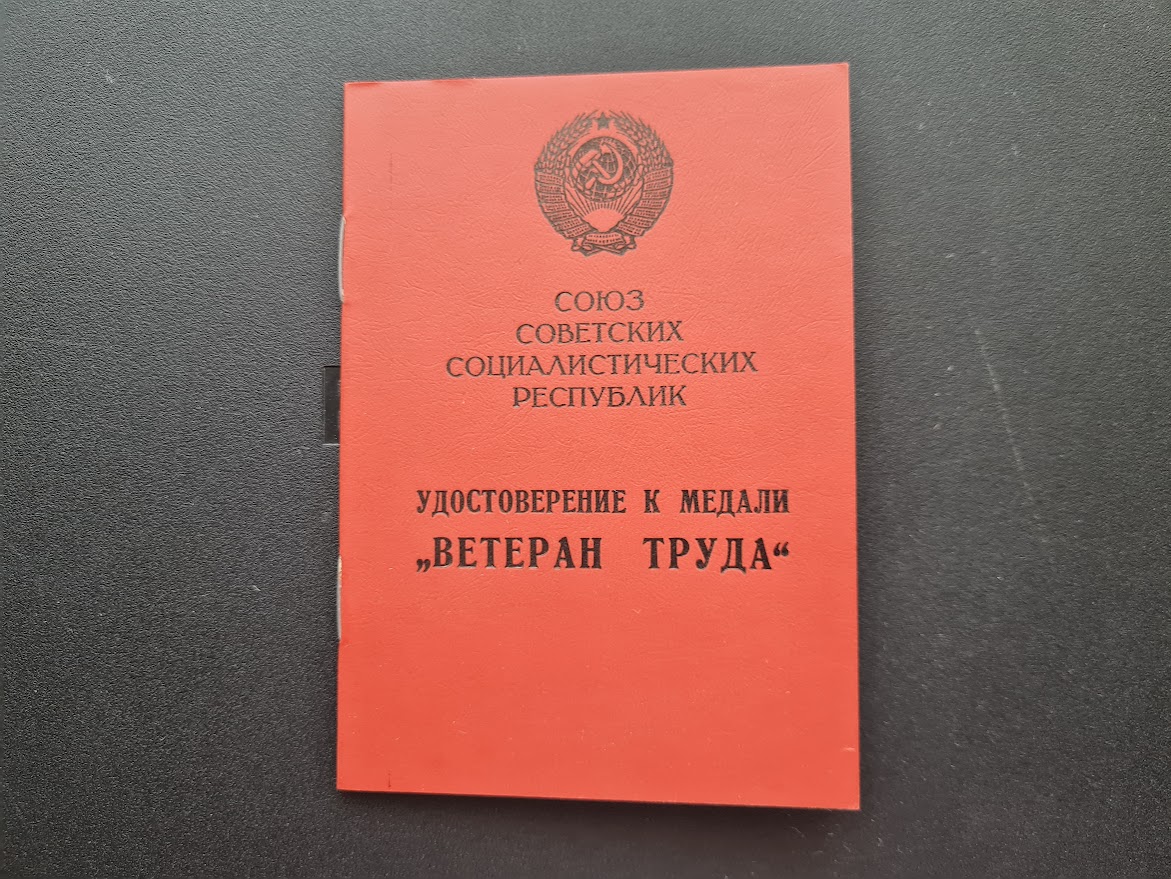 СОЮЗ
СОВЕТСКИХ
СОЦИАЛИСТИЧЕСКИХ
РЕСПУБЛИК
УДОСТОВЕРЕНИЕ К МЕДАЛИ
„ВЕТЕРАН ТРУДА“